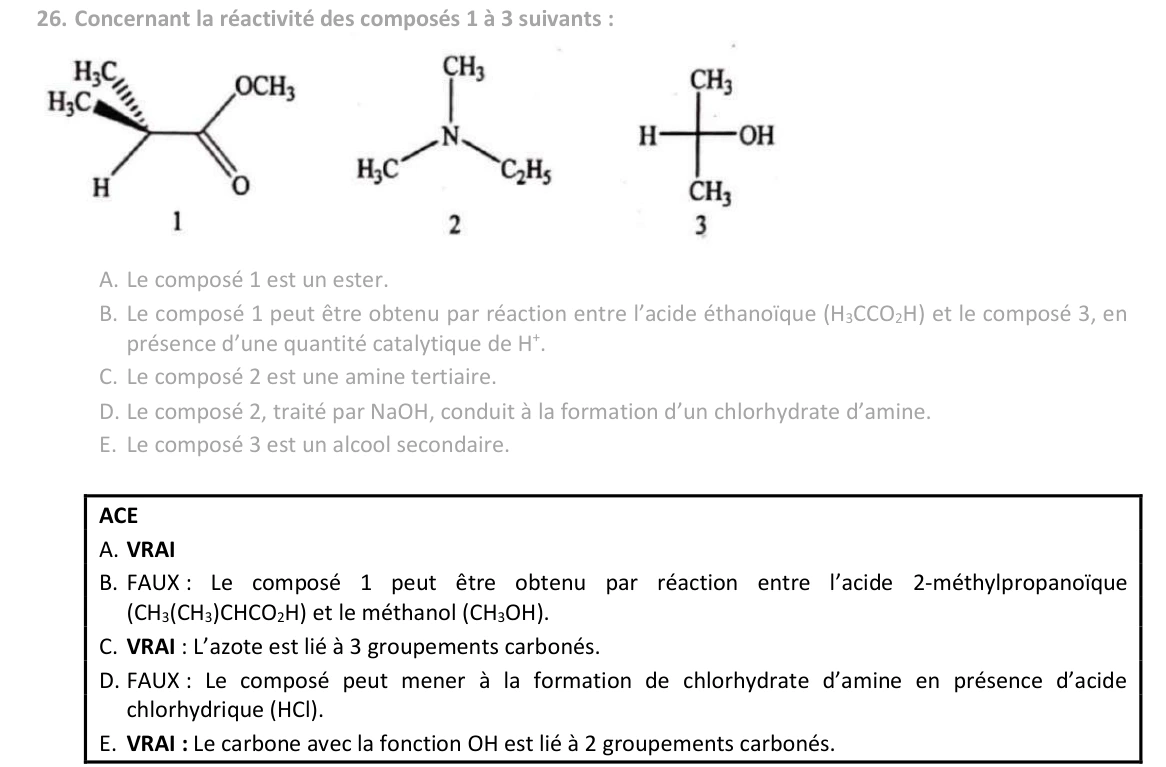 26. Concernant la réactivité des composés 1 à 3 suivants :
H₃C
H₃C
OCH₃
H
O
1
CH₃
N
H₃C
C₂H₅
2
CH₃
H
OH
CH₃
3
A. Le composé 1 est un ester.
B. Le composé 1 peut être obtenu par réaction entre l’acide éthanoïque (H₃CCO₂H) et le composé 3, en
présence d’une quantité catalytique de H⁺.
C. Le composé 2 est une amine tertiaire.
D. Le composé 2, traité par NaOH, conduit à la formation d’un chlorhydrate d’amine.
E. Le composé 3 est un alcool secondaire.
ACE
A. VRAI
B. FAUX : Le composé 1 peut être obtenu par réaction entre l’acide 2-méthylpropanoïque
(CH₃(CH₃)CHCO₂H) et le méthanol (CH₃OH).
C. VRAI : L’azote est lié à 3 groupements carbonés.
D. FAUX : Le composé peut mener à la formation de chlorhydrate d’amine en présence d’acide
chlorhydrique (HCl).
E. VRAI : Le carbone avec la fonction OH est lié à 2 groupements carbonés.